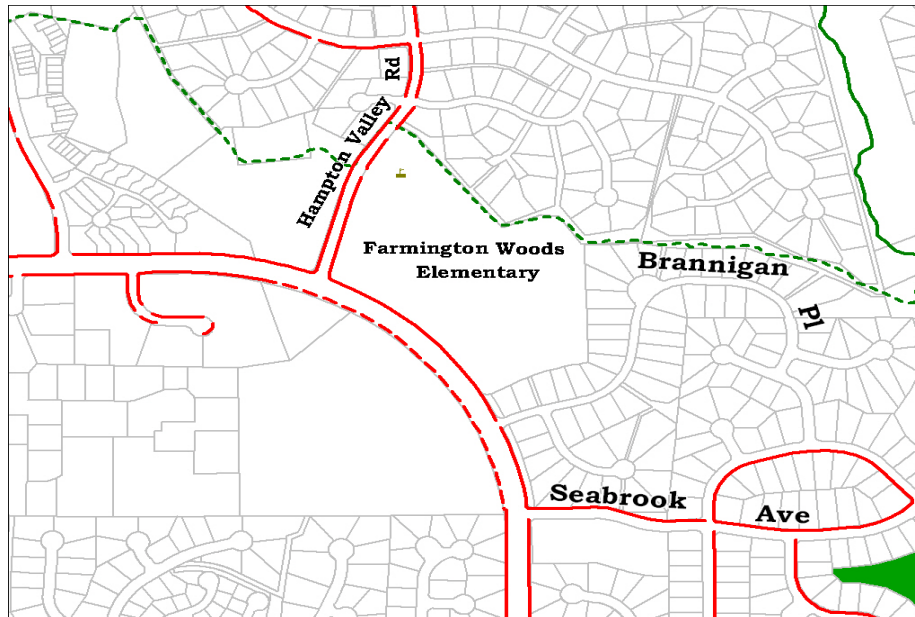 Hampton Valley
Rd
Farmington Woods
Elementary
Brannigan
Pl
Seabrook
Ave